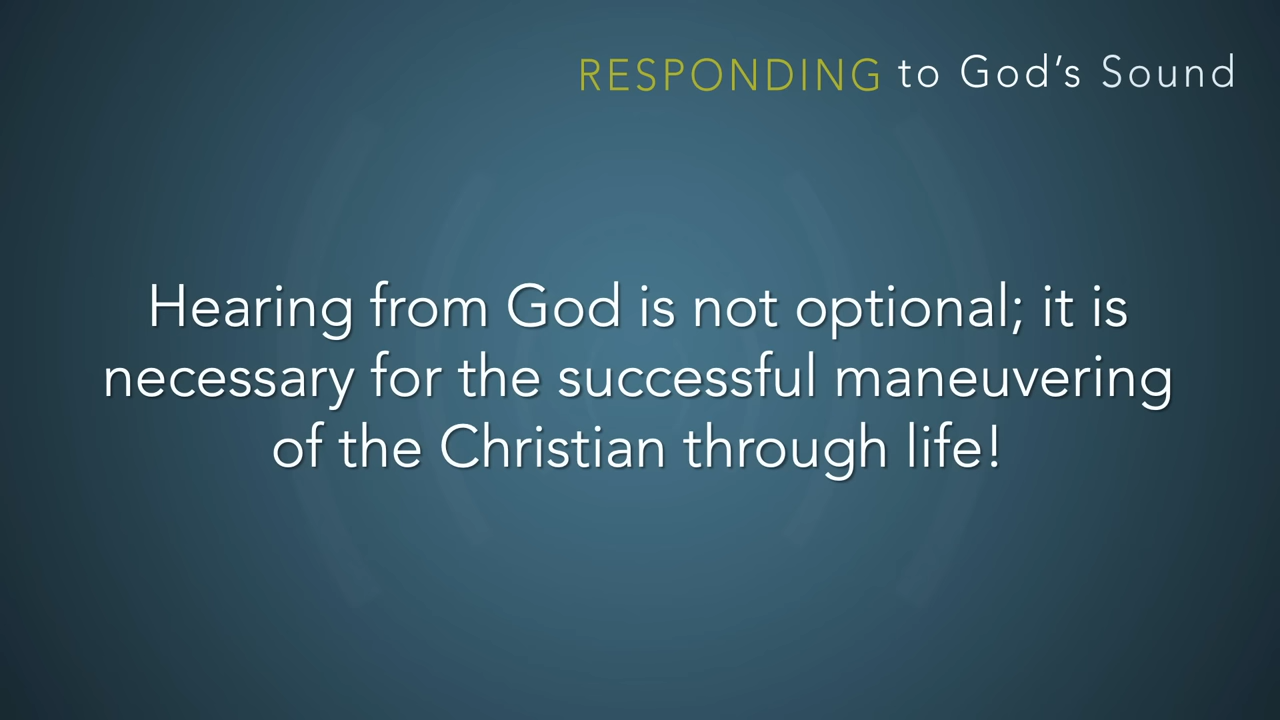 RESPONDING to God’s Sound
Hearing from God is not optional; it is
necessary for the successful maneuvering
of the Christian through life!